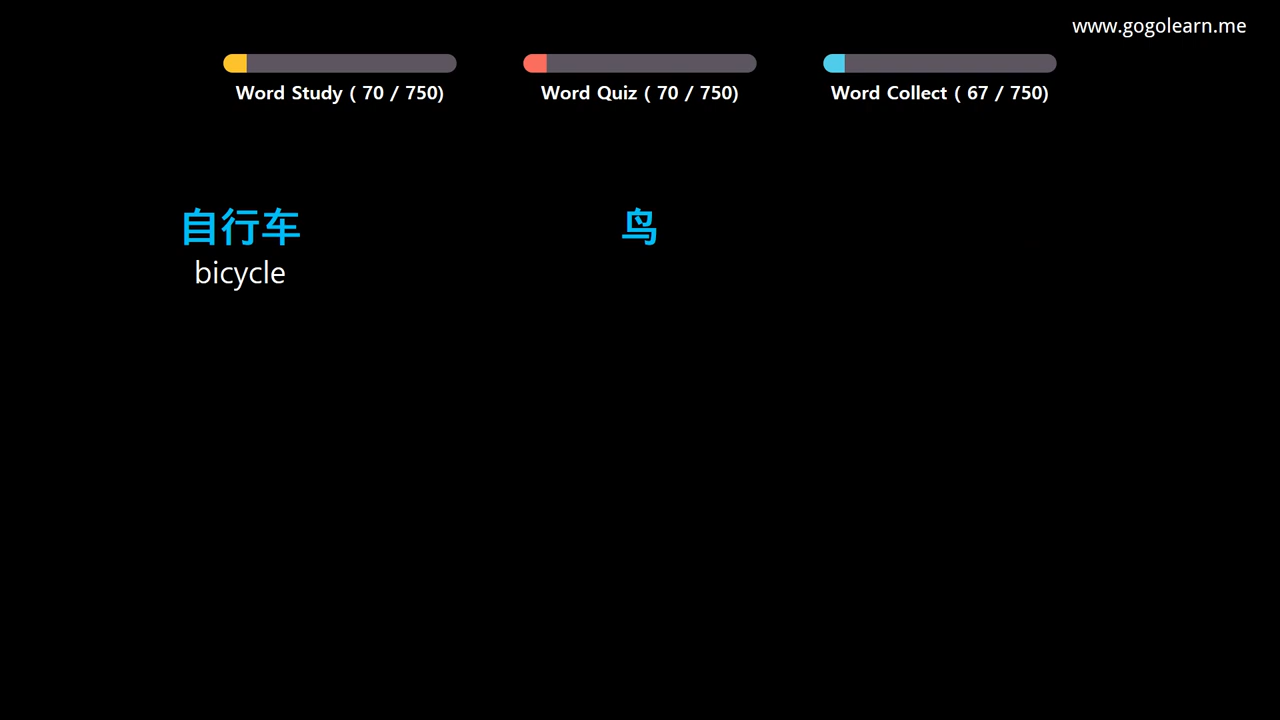 www.gogolearn.me
Word Study ( 70 / 750)
Word Quiz ( 70 / 750)
Word Collect ( 67 / 750)
自行车
bicycle
鸟